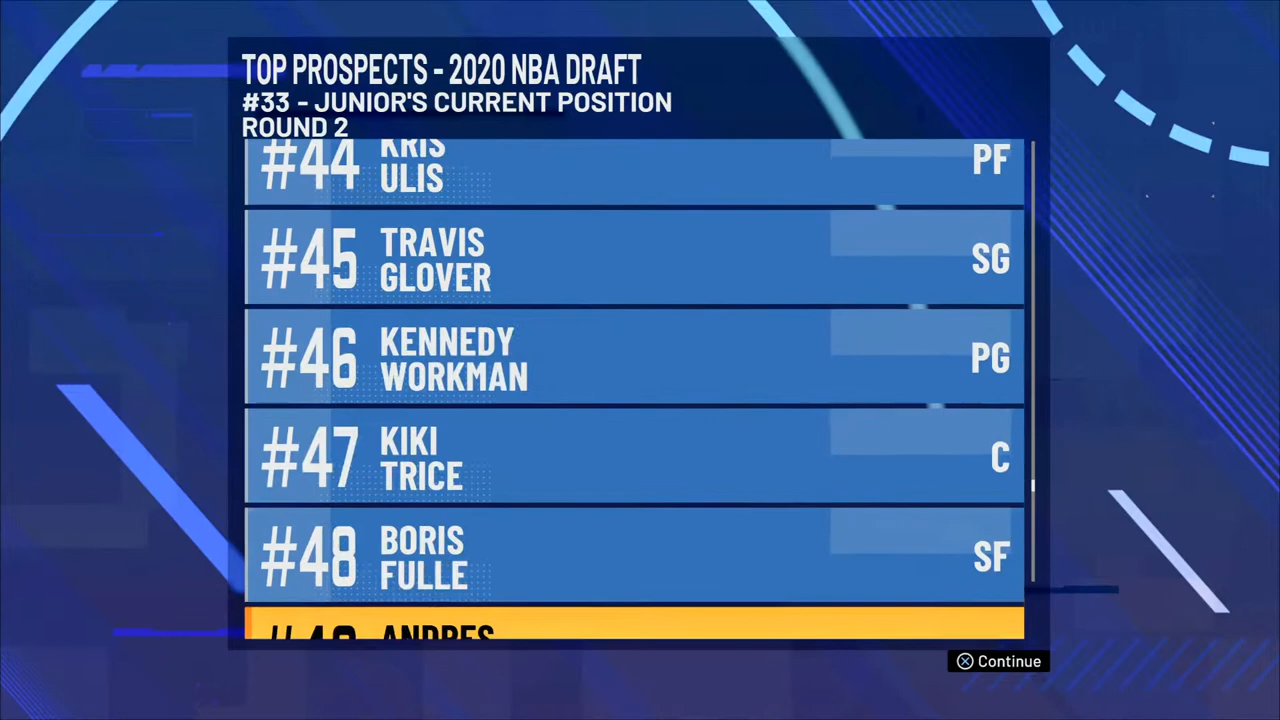 TOP PROSPECTS - 2020 NBA DRAFT
#33 - JUNIOR'S CURRENT POSITION
ROUND 2
#44 KRIS ULIS PF
#45 TRAVIS GLOVER SG
#46 KENNEDY WORKMAN PG
#47 KIKI TRICE C
#48 BORIS FULLE SF
#49 ANDRES
Continue